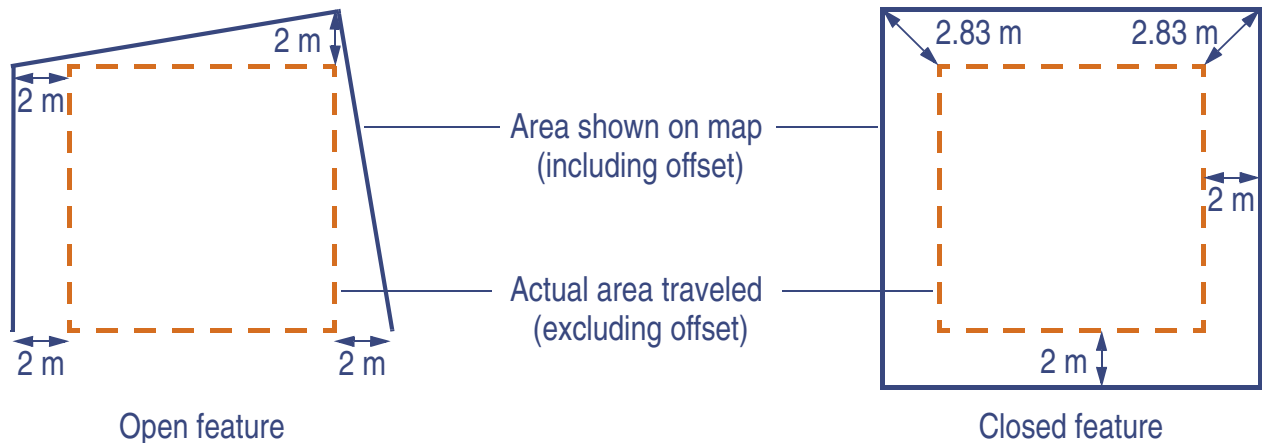 2 m
2.83 m
2.83 m
2 m
Area shown on map
(including offset)
2 m
Actual area traveled
(excluding offset)
2 m
2 m
2 m
Open feature
Closed feature